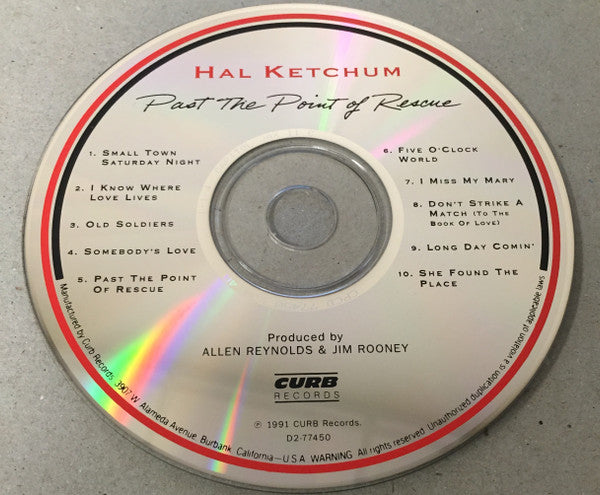 HAL KETCHUM
Past The Point of Rescue
1. SMALL TOWN
SATURDAY NIGHT
2. I KNOW WHERE
LOVE LIVES
3. OLD SOLDIERS
4. SOMEBODY'S LOVE
5. PAST THE POINT
OF RESCUE
6. FIVE O'CLOCK
WORLD
7. I MISS MY MARY
8. DON'T STRIKE A
MATCH (TO THE
BOOK OF LOVE)
9. LONG DAY COMIN'
10. SHE FOUND THE
PLACE
Produced by
ALLEN REYNOLDS & JIM ROONEY
CURB
RECORDS
℗ 1991 CURB Records.
D2-77450
Manufactured by Curb Records, 3907 W. Alameda Avenue, Burbank, California—U.S.A. WARNING. All rights reserved. Unauthorized duplication is a violation of applicable laws.